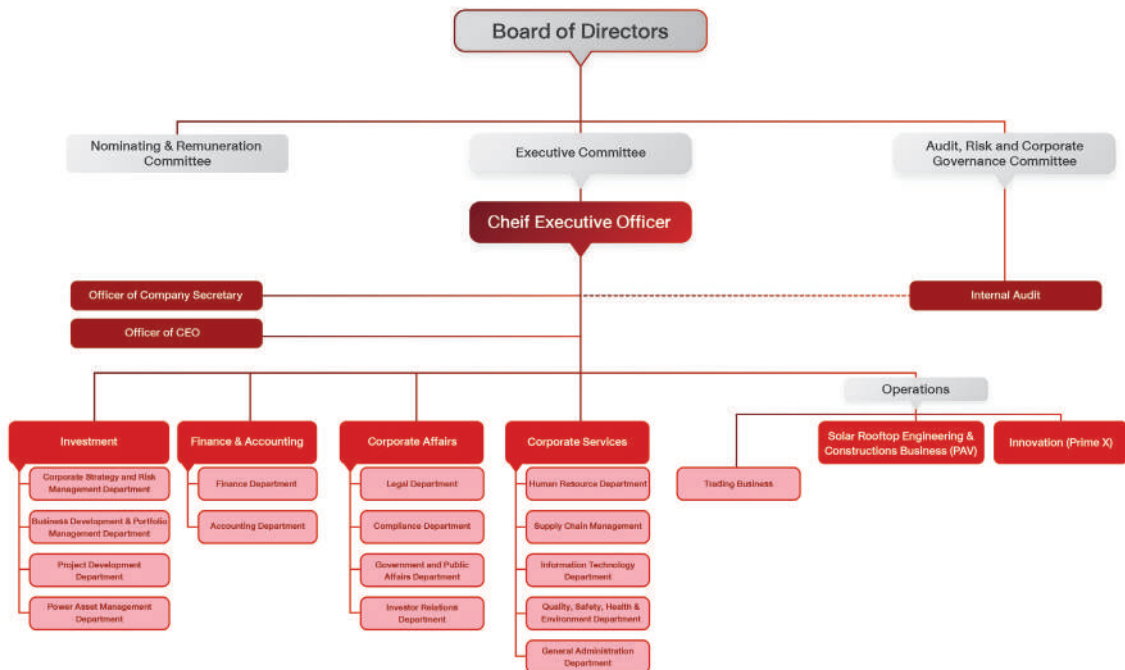 Board of Directors
Nominating & Remuneration
Committee
Executive Committee
Audit, Risk and Corporate
Governance Committee
Cheif Executive Officer
Officer of Company Secretary
Internal Audit
Officer of CEO
Operations
Investment
Finance & Accounting
Corporate Affairs
Corporate Services
Solar Rooftop Engineering &
Constructions Business (PAV)
Innovation (Prime X)
Corporate Strategy and Risk
Management Department
Finance Department
Legal Department
Human Resource Department
Trading Business
Business Development & Portfolio
Management Department
Accounting Department
Compliance Department
Supply Chain Management
Project Development
Department
Government and Public
Affairs Department
Information Technology
Department
Power Asset Management
Department
Investor Relations
Department
Quality, Safety, Health &
Environment Department
General Administration
Department